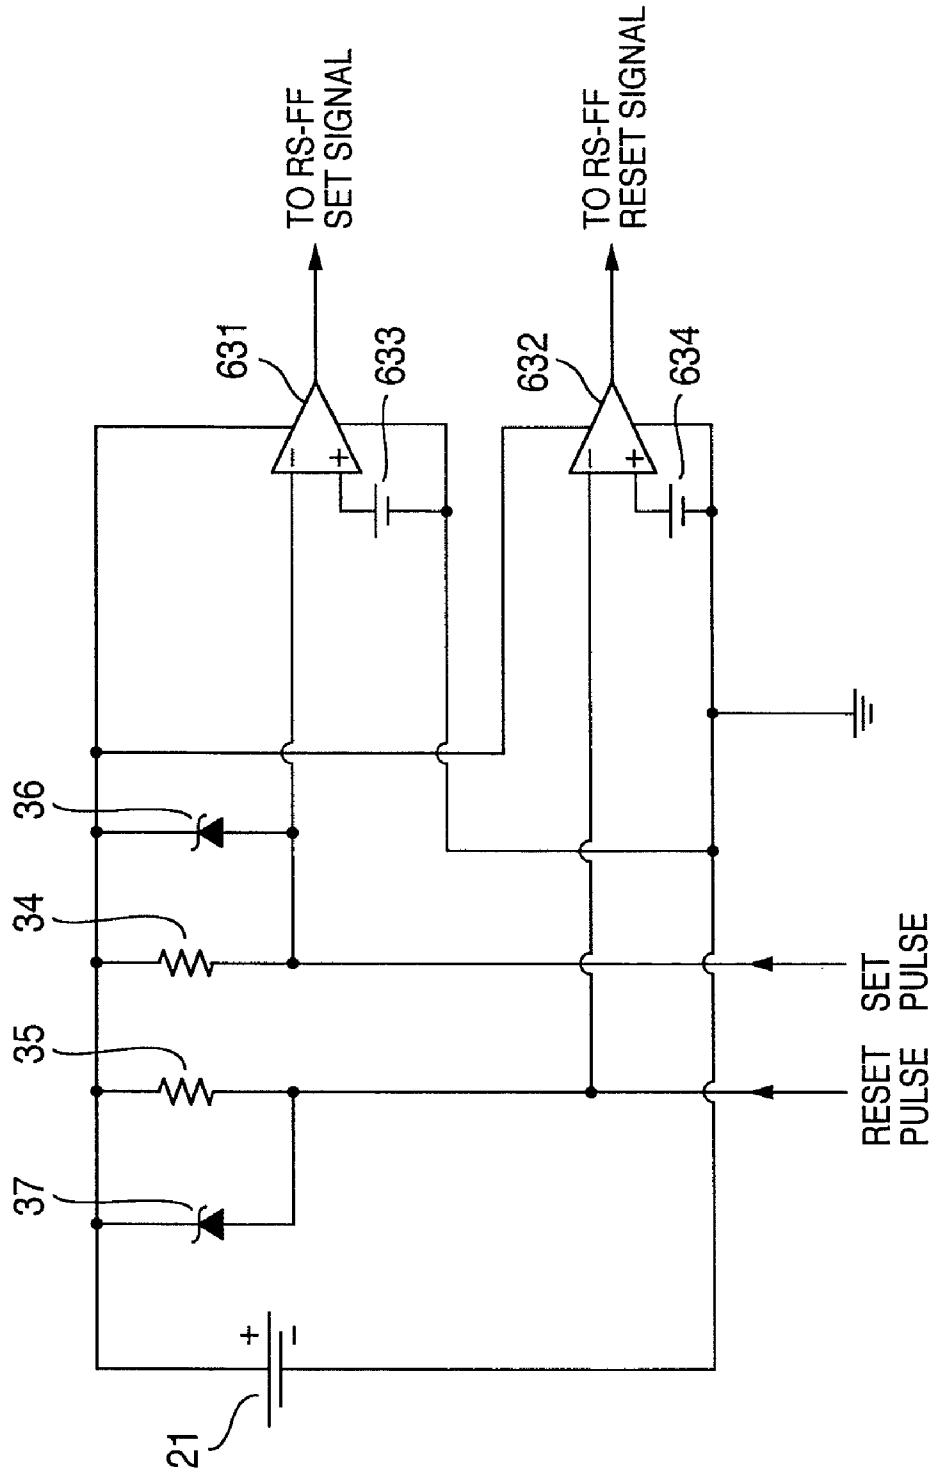 37
35
34
36
631
TO RS-FF
SET SIGNAL
633
632
TO RS-FF
RESET SIGNAL
634
21
+
−
−
+
−
+
RESET
PULSE
SET
PULSE